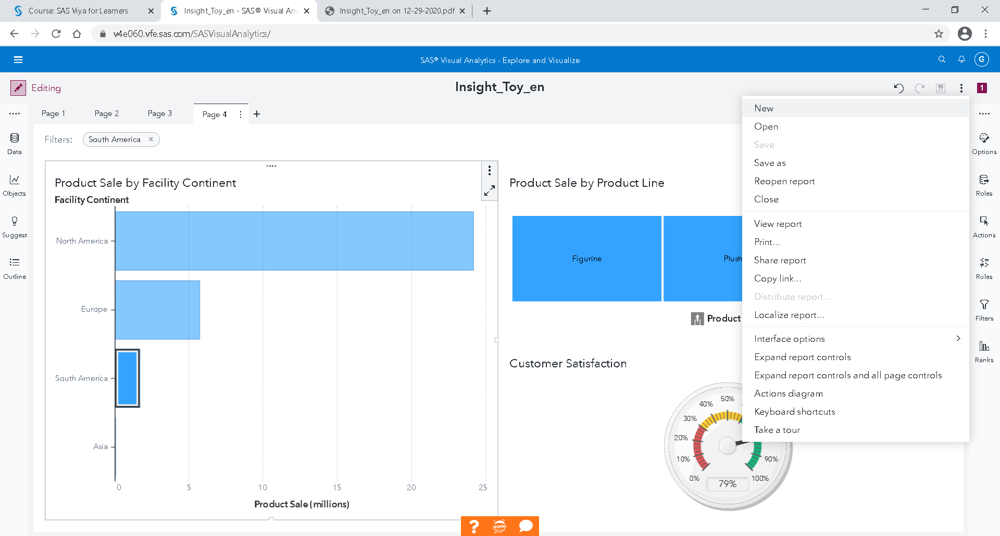 Course: SAS Viya for Learners
Insight_Toy_en - SAS® Visual An
Insight_Toy_en on 12-29-2020.pdf
v4e060.vfe.sas.com/SASVisualAnalytics/
SAS® Visual Analytics - Explore and Visualize
G
Editing
Insight_Toy_en
1
Page 1
Page 2
Page 3
Page 4
Filters:
South America
Data
Objects
Suggest
Outline
Product Sale by Facility Continent
Facility Continent
North America
Europe
South America
Asia
0
5
10
15
20
25
Product Sale (millions)
Product Sale by Product Line
Figurine
Plush
Product
Customer Satisfaction
0%
10%
20%
30%
40%
50%
90%
100%
79%
New
Open
Save
Save as
Reopen report
Close
View report
Print...
Share report
Copy link...
Distribute report...
Localize report...
Interface options
Expand report controls
Expand report controls and all page controls
Actions diagram
Keyboard shortcuts
Take a tour
Options
Roles
Actions
Rules
Filters
Ranks
?
jupyter